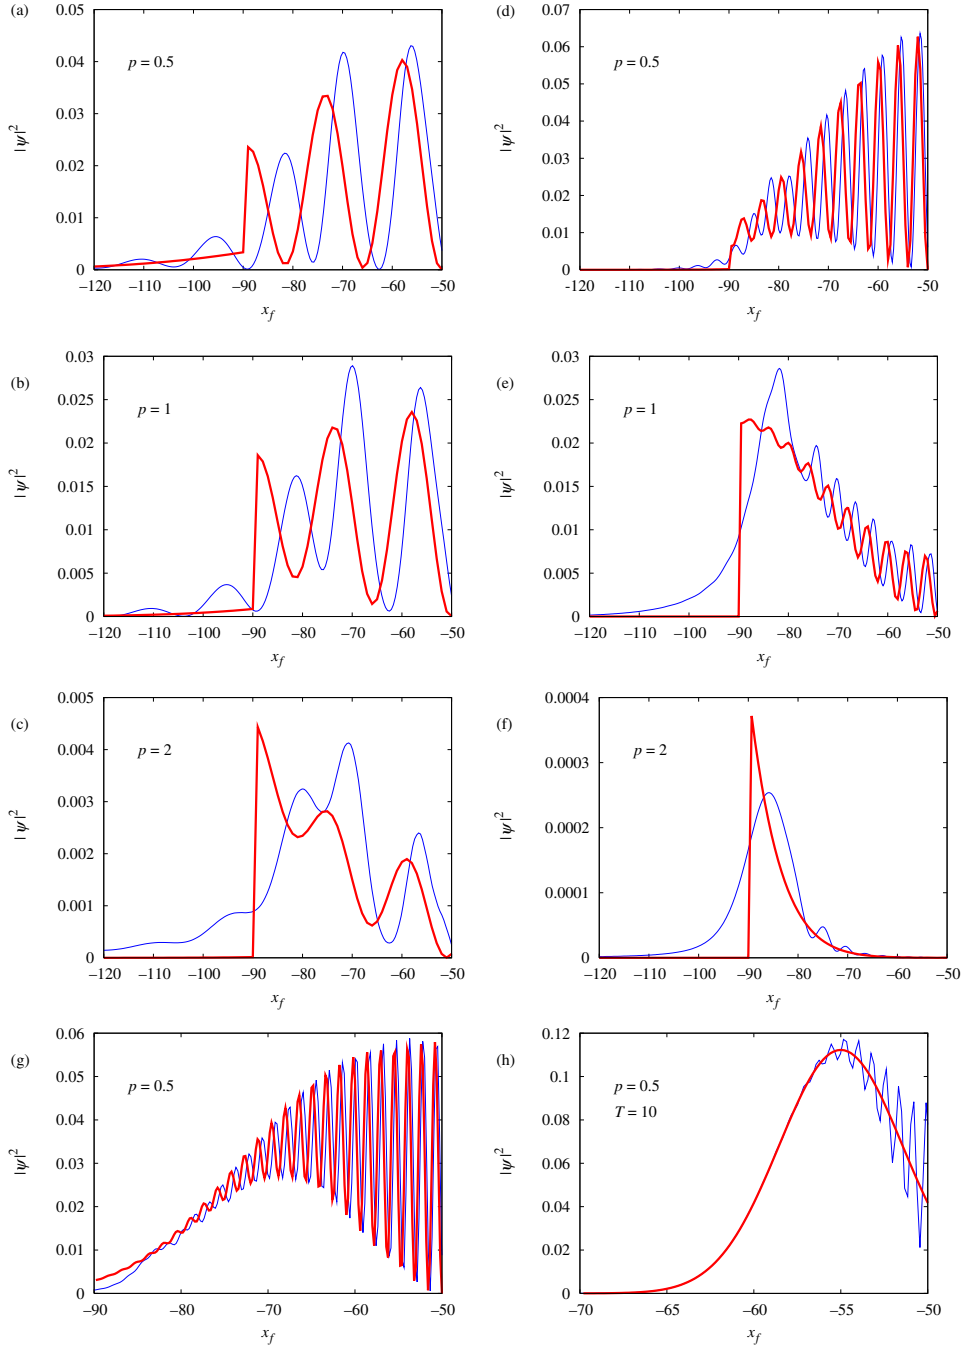 (a)
0.05
0.04
0.03
0.02
0.01
0
p = 0.5
|ψ|²
−120 −110 −100 −90 −80 −70 −60 −50
x_f
(d)
0.07
0.06
0.05
0.04
0.03
0.02
0.01
0
p = 0.5
|ψ|²
-120 -110 -100 -90 −80 −70 −60 −50
x_f
(b)
0.03
0.025
0.02
0.015
0.01
0.005
0
p = 1
|ψ|²
−120 −110 −100 −90 −80 −70 −60 −50
x_f
(e)
0.03
0.025
0.02
0.015
0.01
0.005
0
p = 1
|ψ|²
−120 −110 −100 −90 −80 −70 −60 −50
x_f
(c)
0.005
0.004
0.003
0.002
0.001
0
p = 2
|ψ|²
−120 −110 −100 −90 −80 −70 −60 −50
x_f
(f)
0.0004
0.0003
0.0002
0.0001
0
p = 2
|ψ|²
−120 −110 −100 −90 −80 −70 −60 −50
x_f
(g)
0.06
0.05
0.04
0.03
0.02
0.01
0
p = 0.5
|ψ|²
−90 −80 −70 −60 −50
x_f
(h)
0.12
0.1
0.08
0.06
0.04
0.02
0
p = 0.5
T = 10
|ψ|²
−70 −65 −60 −55 −50
x_f